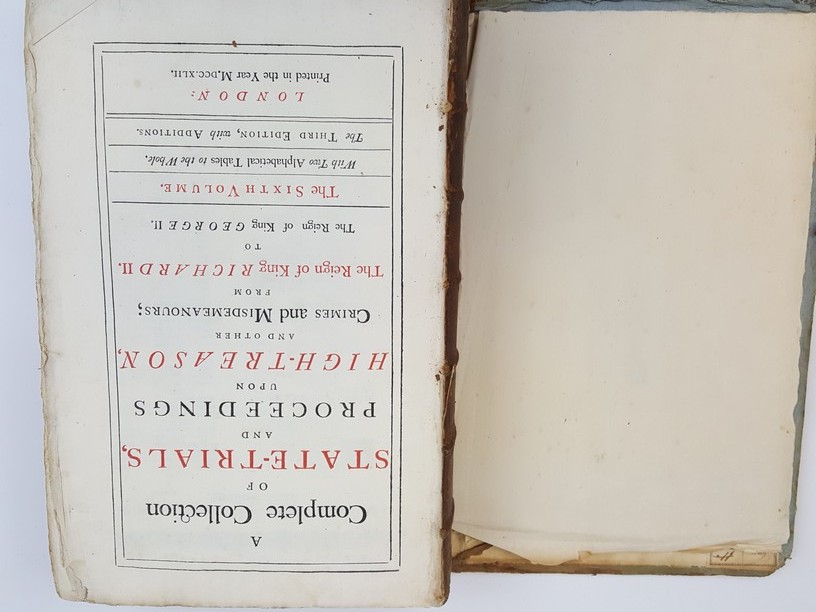 A
Complete Collection
OF
STATE-TRIALS,
AND
PROCEEDINGS
UPON
HIGH-TREASON,
AND OTHER
CRIMES and MISDEMEANOURS;
FROM
The Reign of King RICHARD II.
TO
The Reign of King GEORGE II.
THE SIXTH VOLUME.
With Two Alphabetical Tables to the Whole.
The THIRD EDITION, with ADDITIONS.
LONDON:
Printed in the Year M,DCC.XLII.